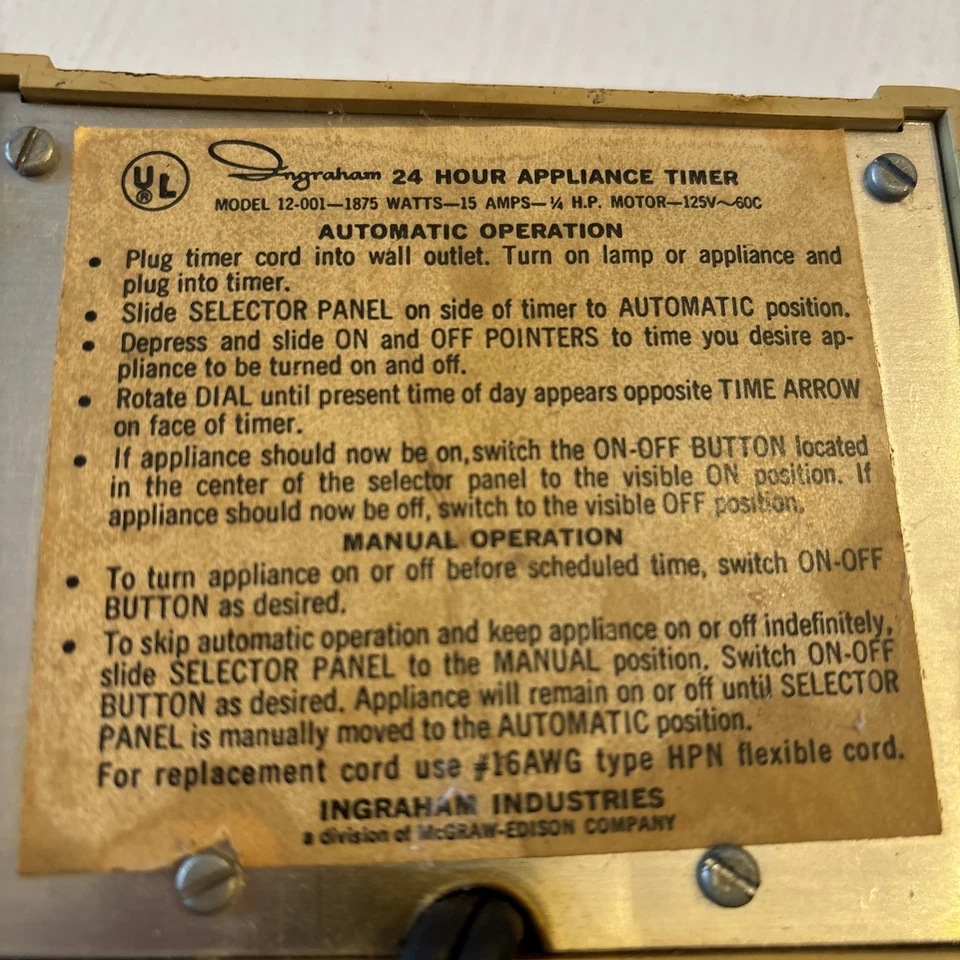 UL® Ingraham 24 HOUR APPLIANCE TIMER
MODEL 12-001—1875 WATTS—15 AMPS—¼ H.P. MOTOR—125V~60C
AUTOMATIC OPERATION
• Plug timer cord into wall outlet. Turn on lamp or appliance and
plug into timer.
• Slide SELECTOR PANEL on side of timer to AUTOMATIC position.
• Depress and slide ON and OFF POINTERS to time you desire ap-
pliance to be turned on and off.
• Rotate DIAL until present time of day appears opposite TIME ARROW
on face of timer.
• If appliance should now be on, switch the ON-OFF BUTTON located
in the center of the selector panel to the visible ON position. If
appliance should now be off, switch to the visible OFF position.
MANUAL OPERATION
• To turn appliance on or off before scheduled time, switch ON-OFF
BUTTON as desired.
• To skip automatic operation and keep appliance on or off indefinitely,
slide SELECTOR PANEL to the MANUAL position. Switch ON-OFF
BUTTON as desired. Appliance will remain on or off until SELECTOR
PANEL is manually moved to the AUTOMATIC position.
For replacement cord use #16AWG type HPN flexible cord.
INGRAHAM INDUSTRIES
a division of McGRAW-EDISON COMPANY